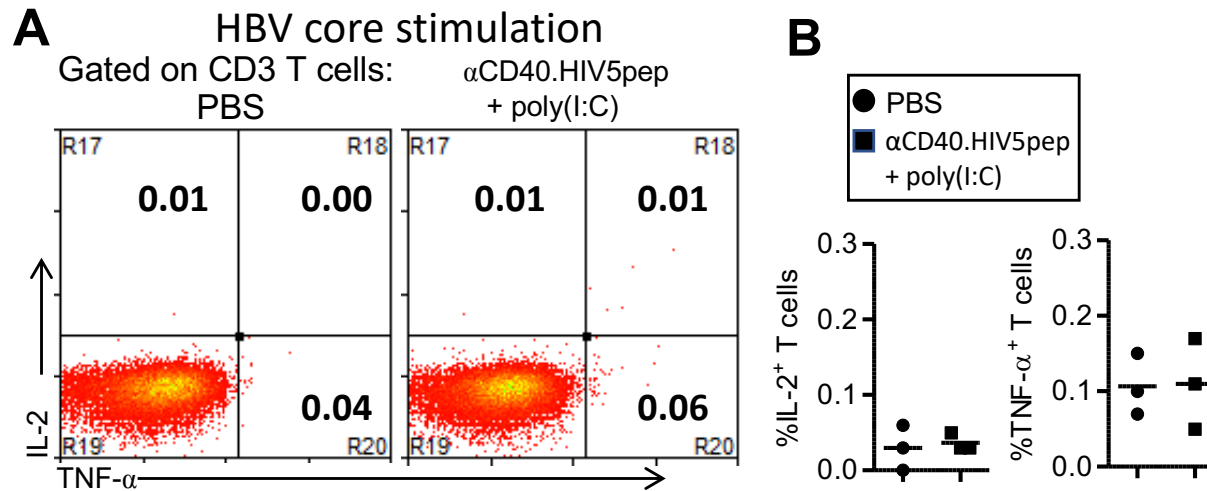 A
HBV core stimulation
Gated on CD3 T cells:
PBS
αCD40.HIV5pep
+ poly(I:C)
R17
R18
0.01
0.00
R19
R20
0.04
R17
R18
0.01
0.01
R20
0.06
IL-2
TNF-α
B
PBS
αCD40.HIV5pep
+ poly(I:C)
%IL-2+ T cells
0.3
0.2
0.1
0.0
%TNF-α+ T cells
0.3
0.2
0.1
0.0